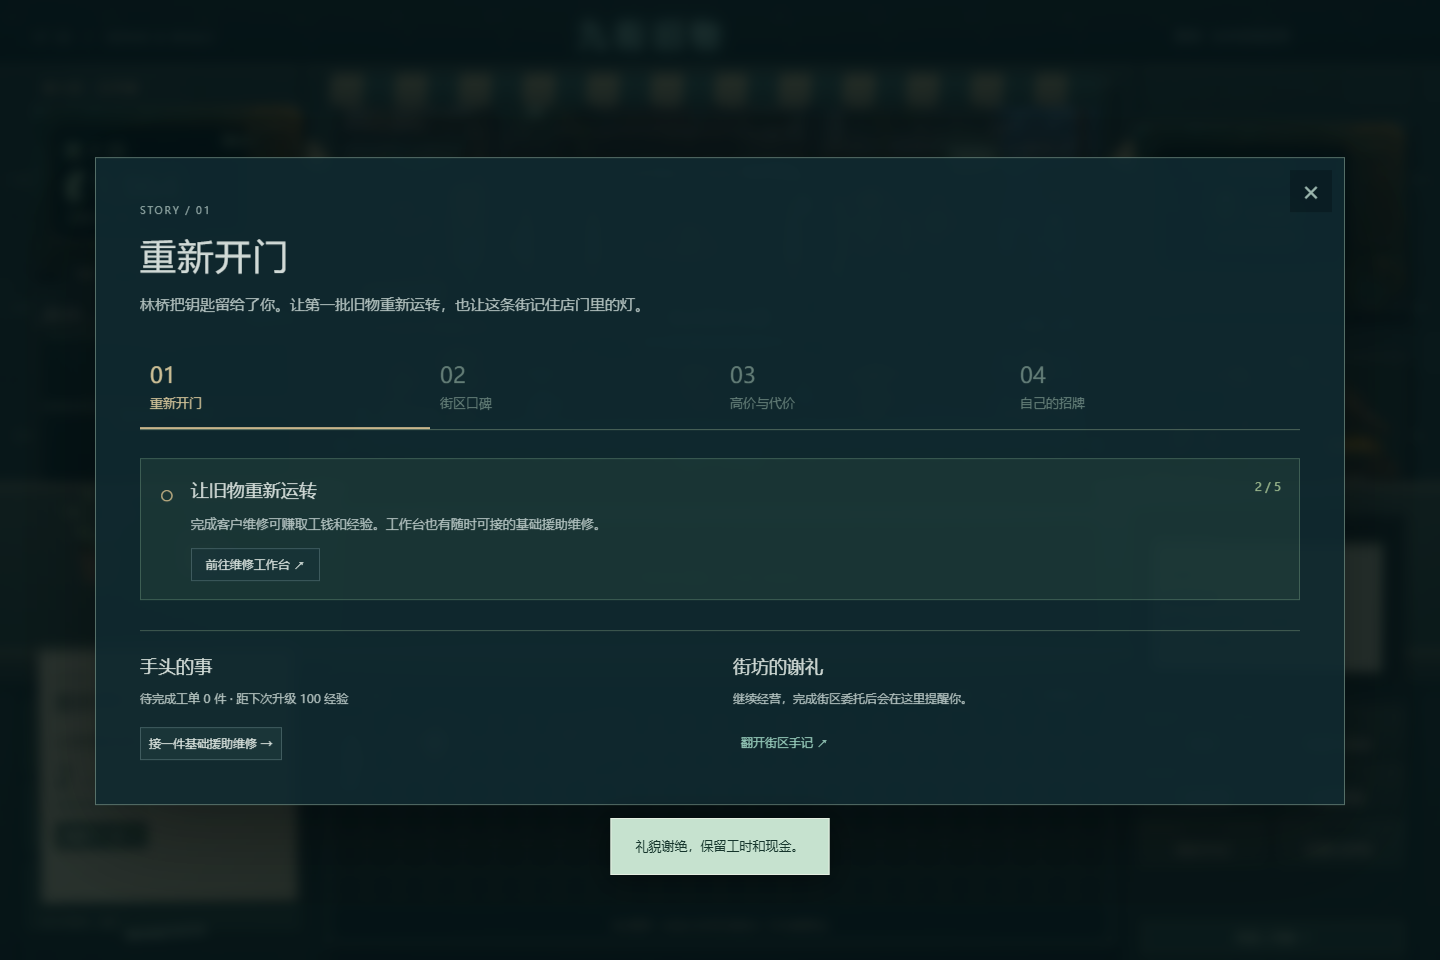 STORY / 01
重新开门
林桥把钥匙留给了你。让第一批旧物重新运转，也让这条街记住店门里的灯。
01
重新开门
02
街区口碑
03
高价与代价
04
自己的招牌
让旧物重新运转
2 / 5
完成客户维修可赚取工钱和经验。工作台也有随时可接的基础援助维修。
前往维修工作台 ↗
手头的事
待完成工单 0 件 · 距下次升级 100 经验
接一件基础援助维修 →
街坊的谢礼
继续经营，完成街区委托后会在这里提醒你。
翻开街区手记 ↗
礼貌谢绝，保留工时和现金。